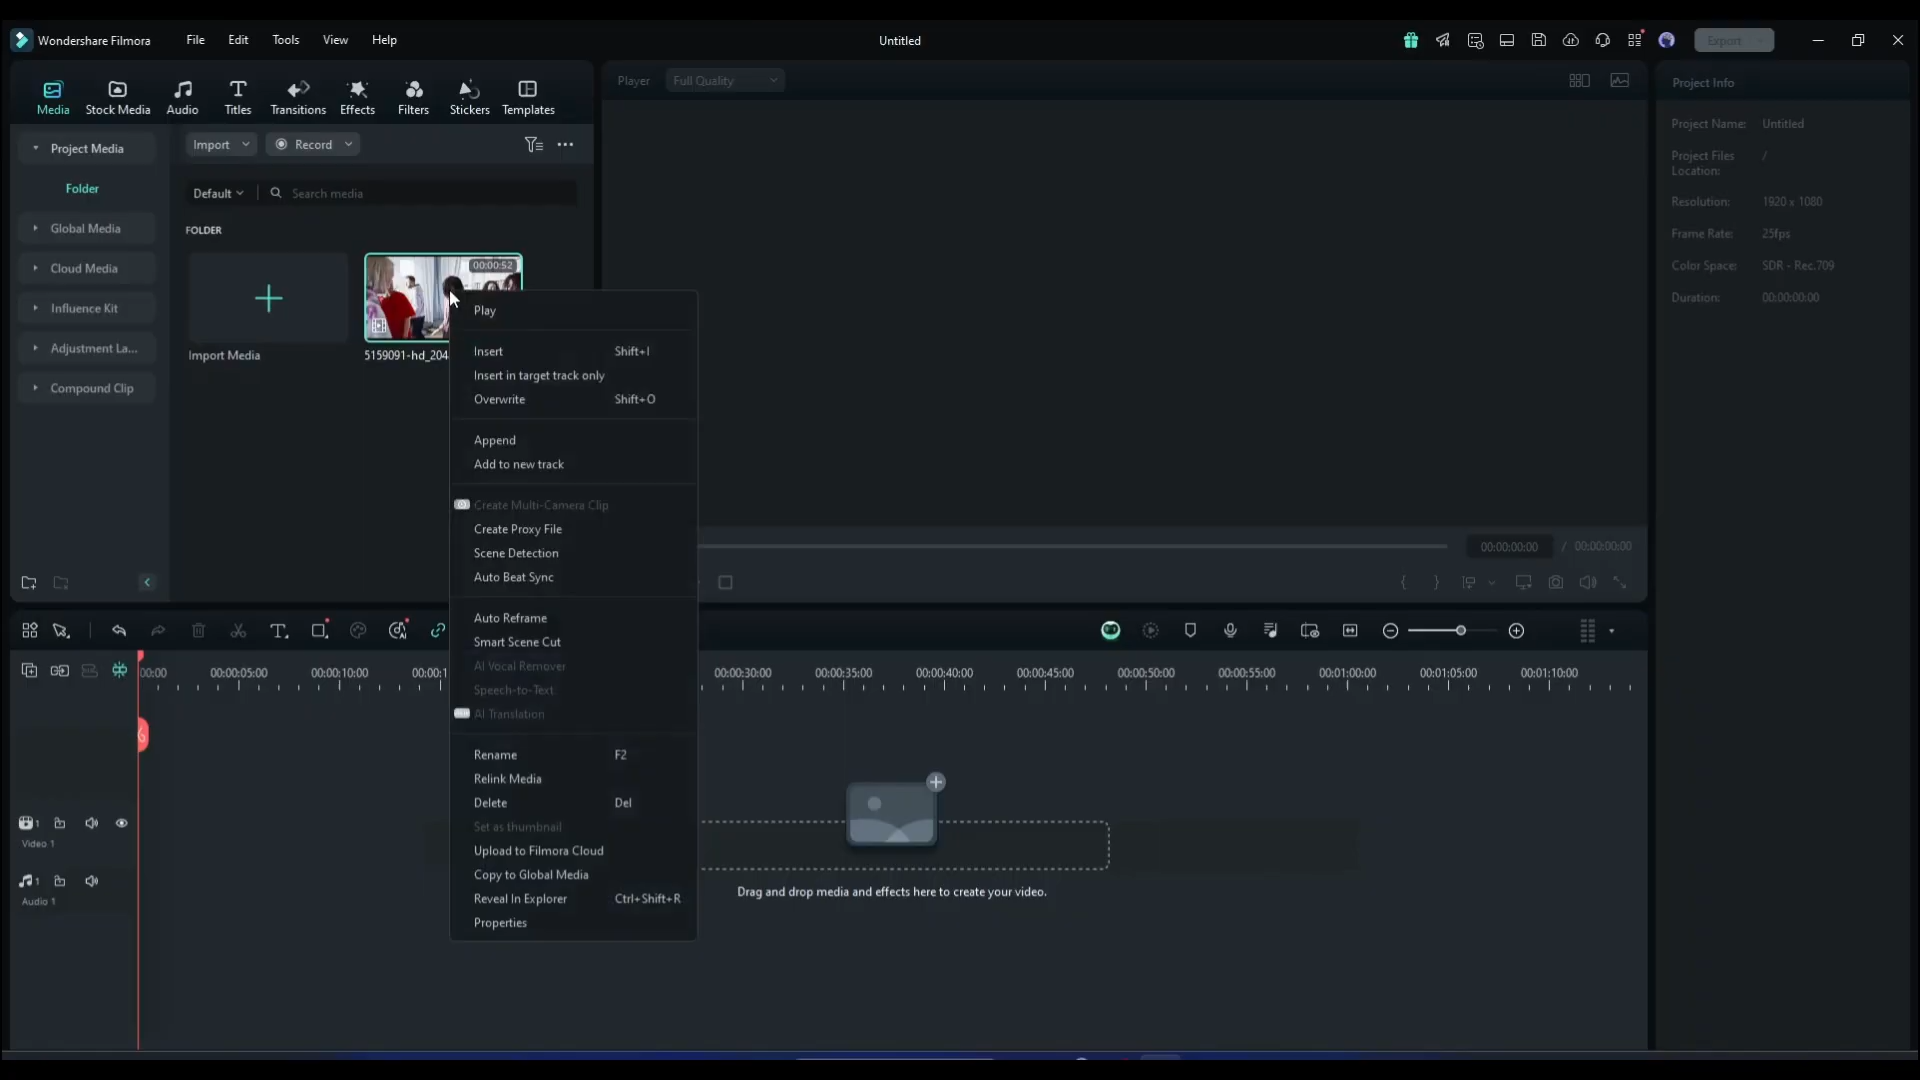 Wondershare Filmora
File
Edit
Tools
View
Help
Untitled
Export
Media
Stock Media
Audio
Titles
Transitions
Effects
Filters
Stickers
Templates
Player
Full Quality
Project Info
Project Media
Import
Record
Project Name: Untitled
Project Files Location: /
Folder
Default
Search media
Resolution: 1920 x 1080
Global Media
FOLDER
Frame Rate: 25fps
Cloud Media
00:00:52
Color Space: SDR - Rec.709
Influence Kit
Duration: 00:00:00:00
Adjustment La...
Import Media
5159091-hd_204
Compound Clip
Play
Insert Shift+I
Insert in target track only
Overwrite Shift+O
Append
Add to new track
Create Multi-Camera Clip
Create Proxy File
Scene Detection
Auto Beat Sync
Auto Reframe
Smart Scene Cut
AI Vocal Remover
Speech-to-Text
AI Translation
Rename F2
Relink Media
Delete Del
Set as thumbnail
Upload to Filmora Cloud
Copy to Global Media
Reveal In Explorer Ctrl+Shift+R
Properties
00:00:00:00 / 00:00:00:00
00:00
00:00:05:00
00:00:10:00
00:00:1
00:00:30:00
00:00:35:00
00:00:40:00
00:00:45:00
00:00:50:00
00:00:55:00
00:01:00:00
00:01:05:00
00:01:10:00
1
Video 1
1
Audio 1
Drag and drop media and effects here to create your video.